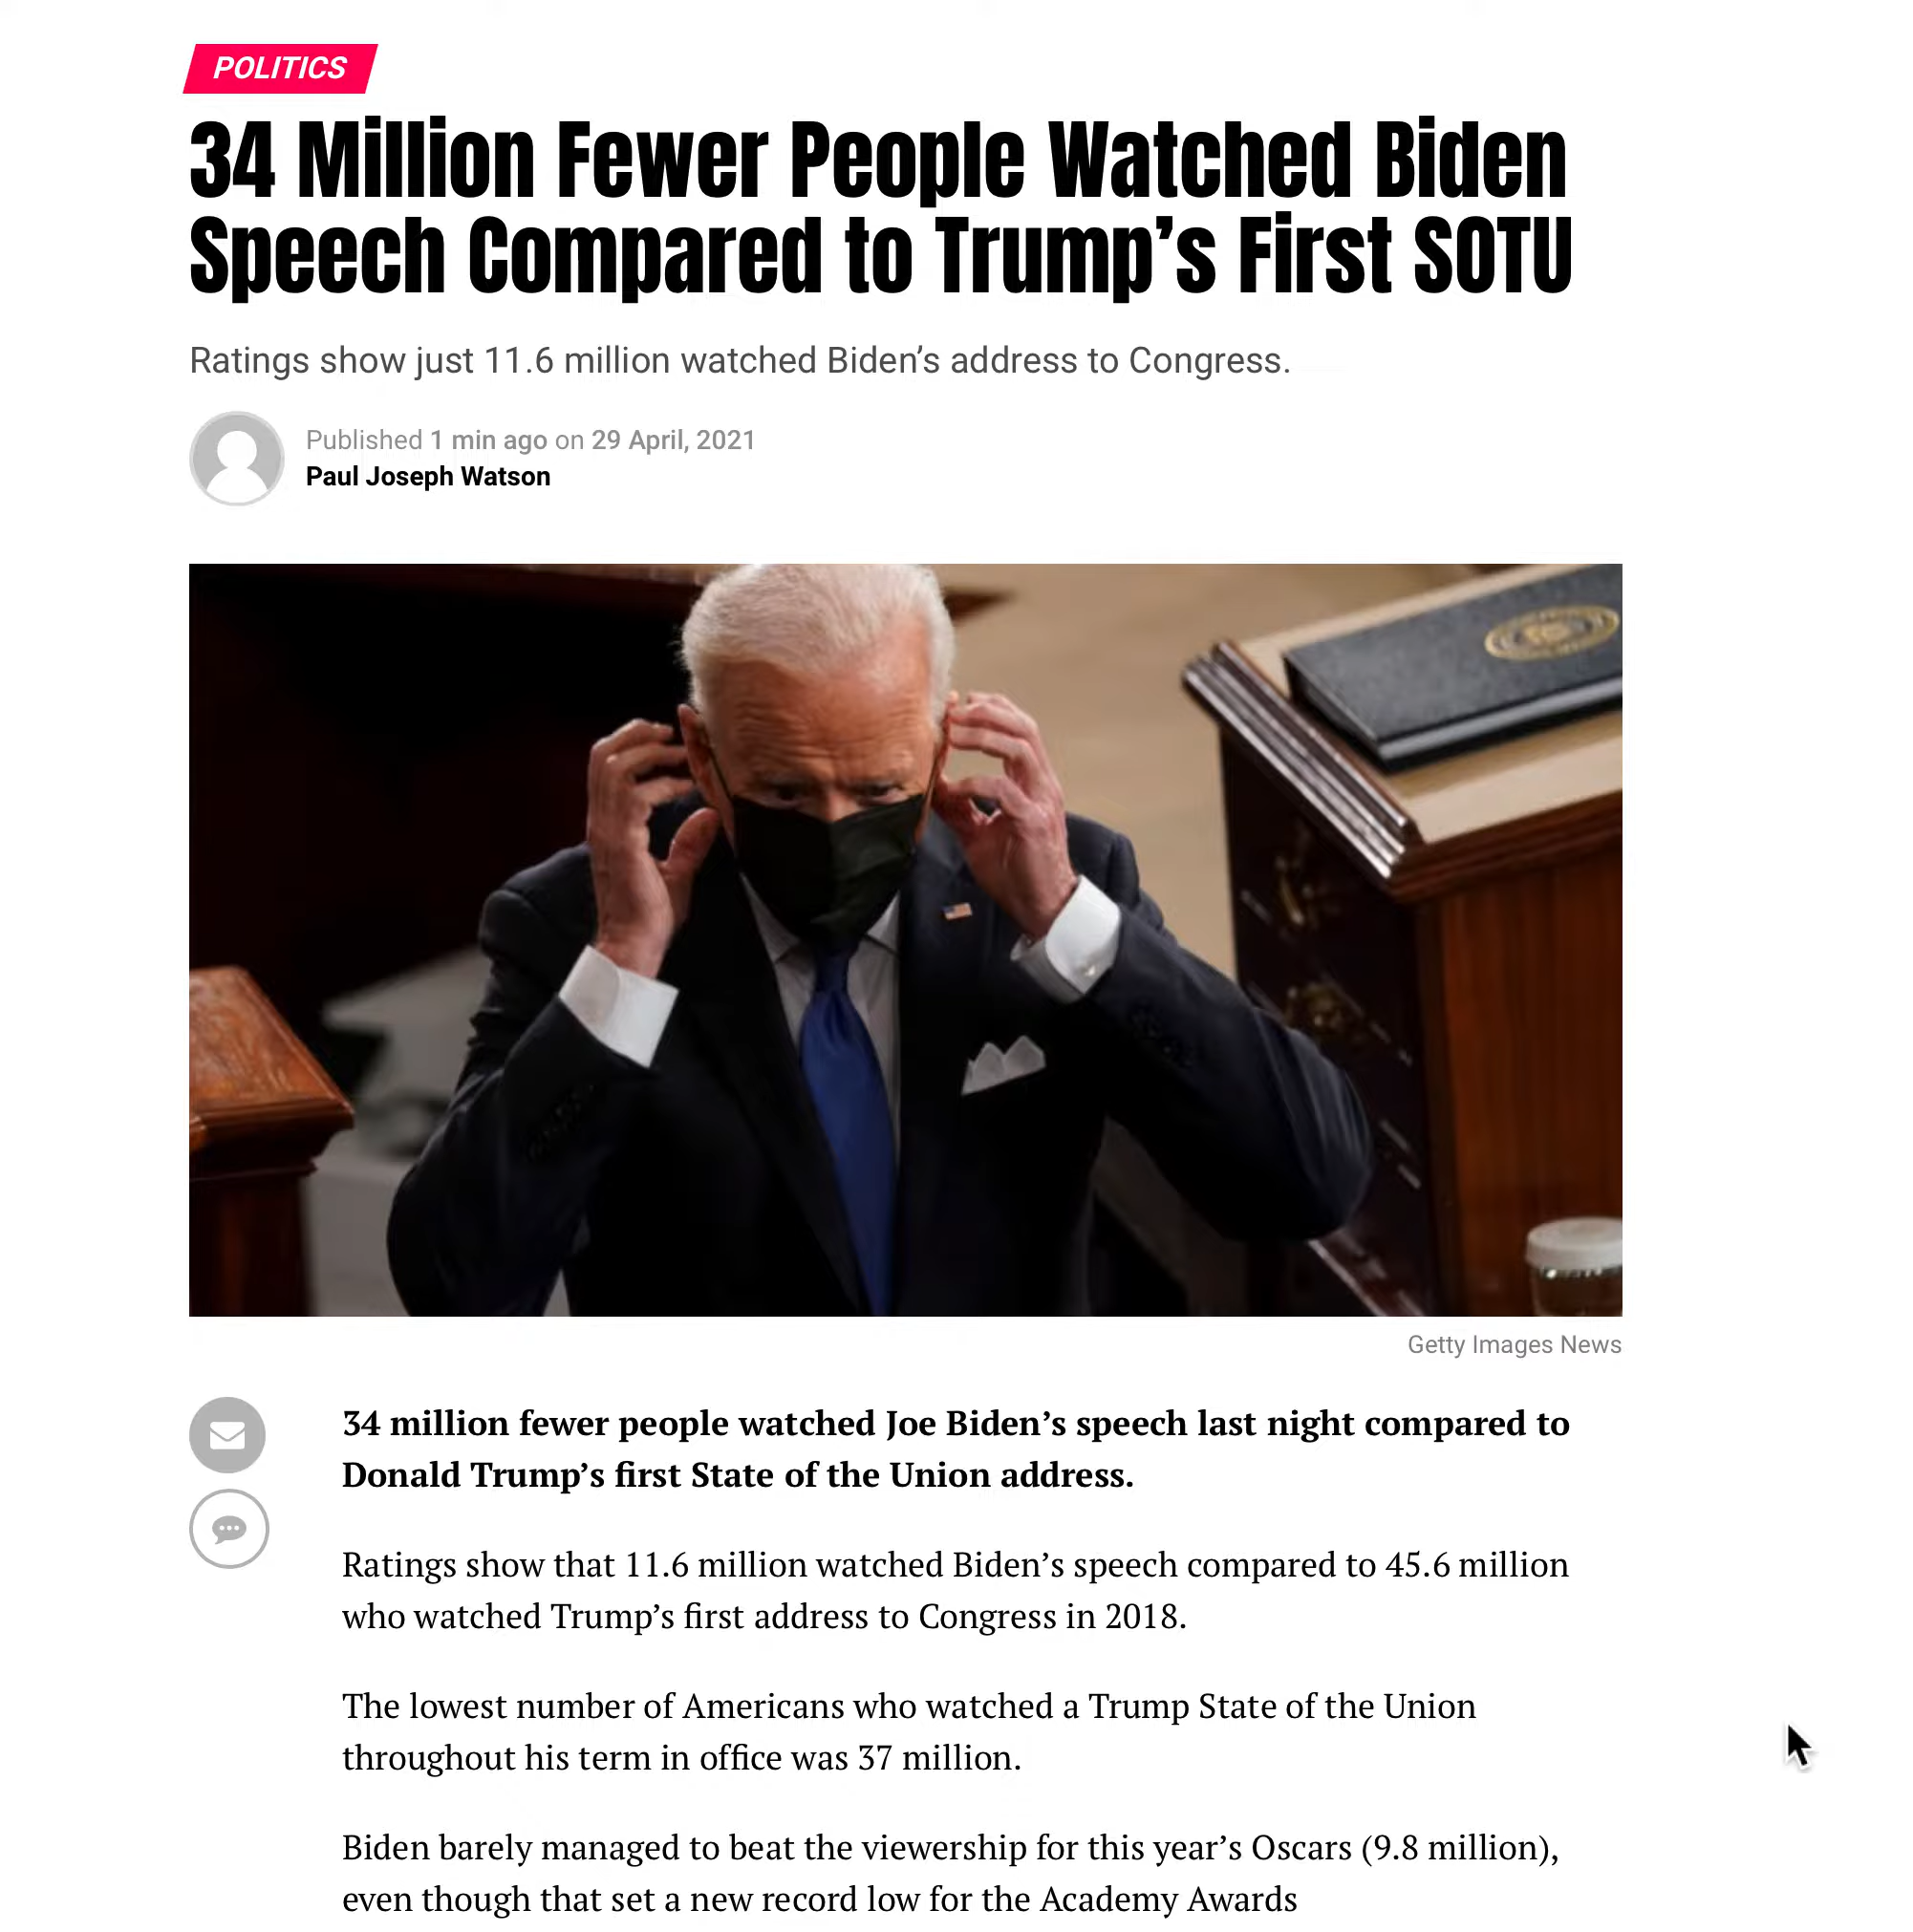 POLITICS
34 Million Fewer People Watched Biden
Speech Compared to Trump’s First SOTU
Ratings show just 11.6 million watched Biden’s address to Congress.
Published 1 min ago on 29 April, 2021
Paul Joseph Watson
Getty Images News
34 million fewer people watched Joe Biden’s speech last night compared to
Donald Trump’s first State of the Union address.
Ratings show that 11.6 million watched Biden’s speech compared to 45.6 million
who watched Trump’s first address to Congress in 2018.
The lowest number of Americans who watched a Trump State of the Union
throughout his term in office was 37 million.
Biden barely managed to beat the viewership for this year’s Oscars (9.8 million),
even though that set a new record low for the Academy Awards